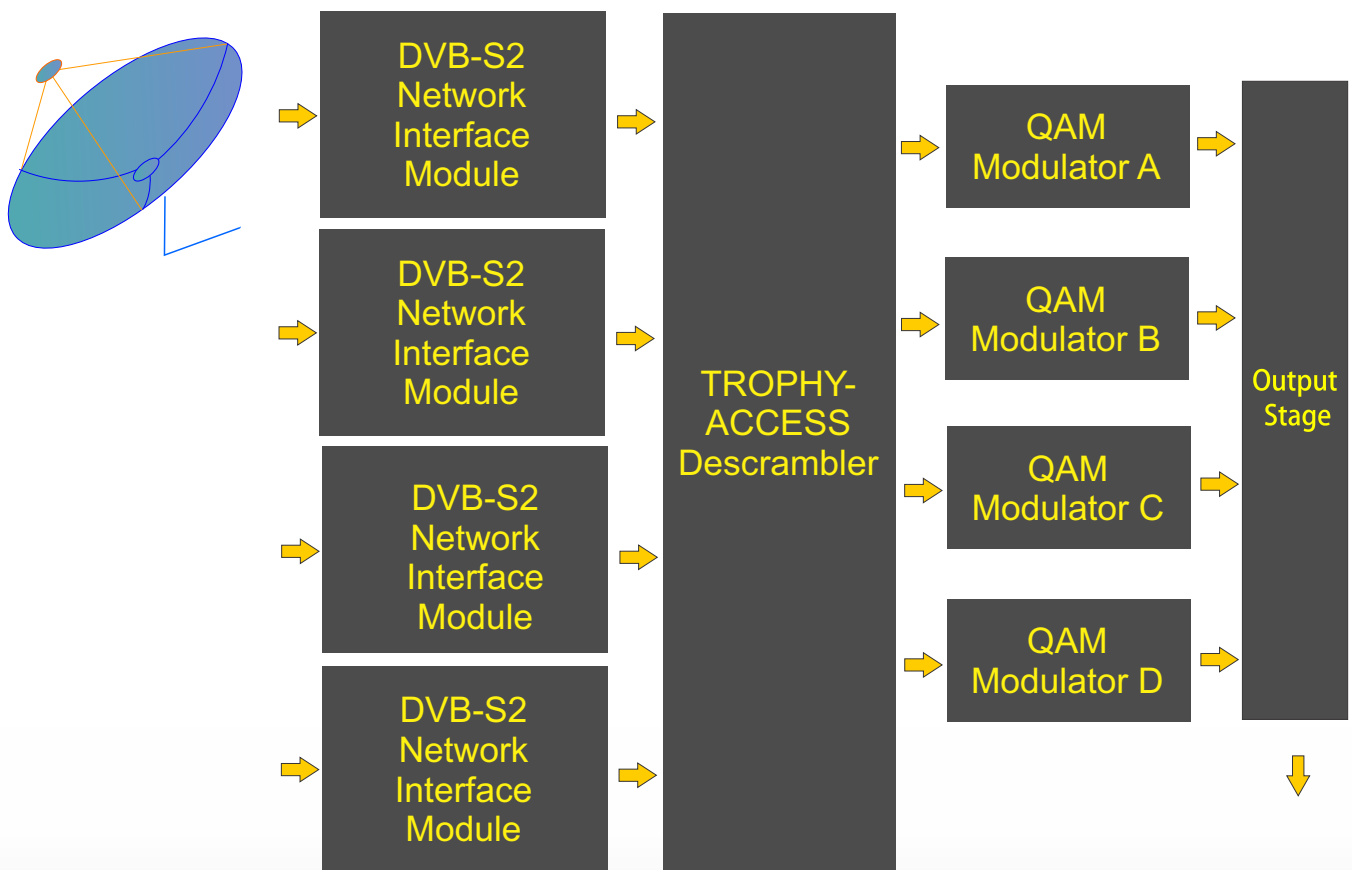 DVB-S2
Network
Interface
Module
DVB-S2
Network
Interface
Module
DVB-S2
Network
Interface
Module
DVB-S2
Network
Interface
Module
TROPHY-
ACCESS
Descrambler
QAM
Modulator A
QAM
Modulator B
QAM
Modulator C
QAM
Modulator D
Output
Stage